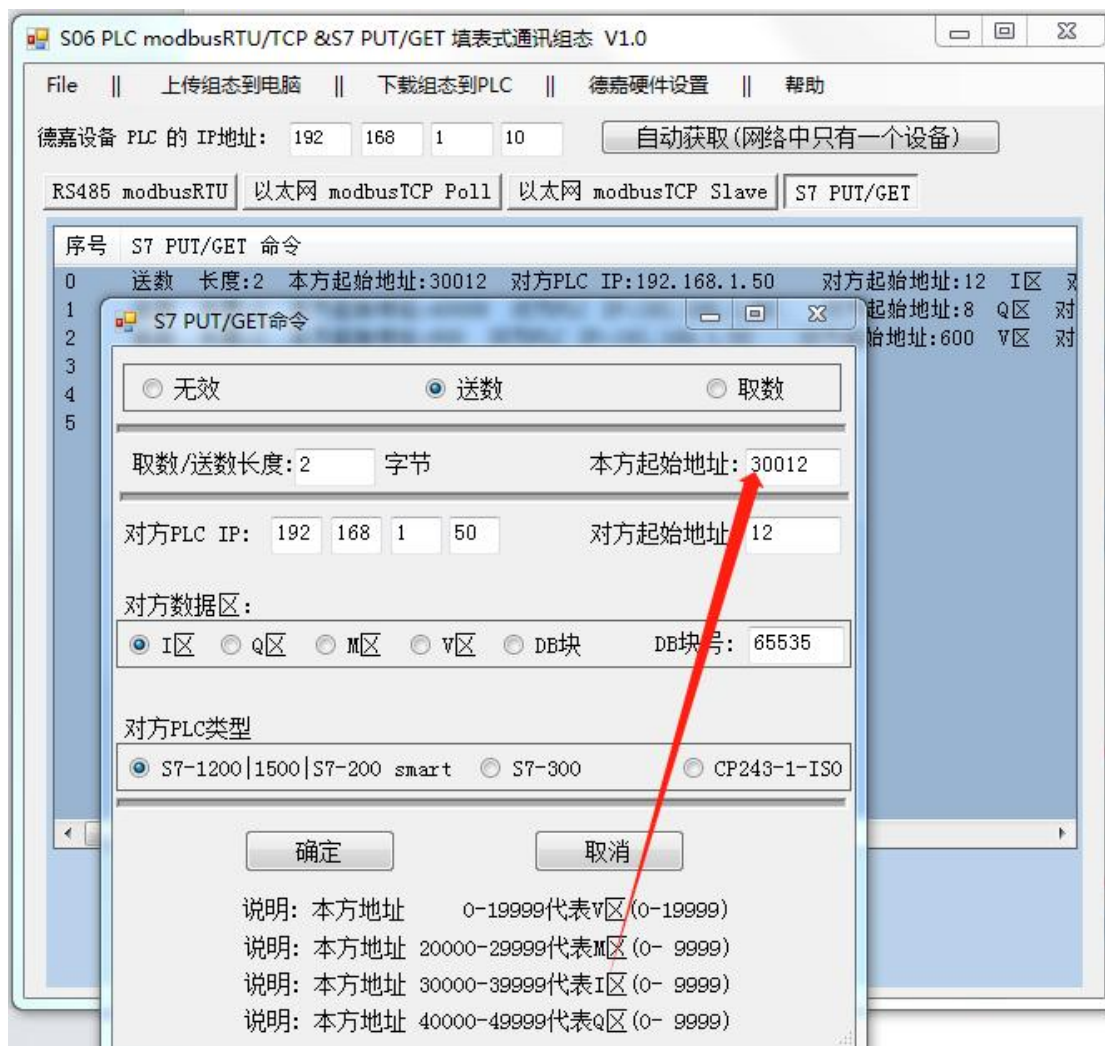 S06 PLC modbusRTU/TCP &S7 PUT/GET 填表式通讯组态 V1.0
File || 上传组态到电脑 || 下载组态到PLC || 德嘉硬件设置 || 帮助
德嘉设备 PLC 的 IP地址: 192 168 1 10 自动获取(网络中只有一个设备)
RS485 modbusRTU 以太网 modbusTCP Poll 以太网 modbusTCP Slave S7 PUT/GET
序号 S7 PUT/GET 命令
0 送数 长度:2 本方起始地址:30012 对方PLC IP:192.168.1.50 对方起始地址:12 I区
1 起始地址:8 Q区 对
2 始地址:600 V区 对
3
4
5
S7 PUT/GET命令
无效 送数 取数
取数/送数长度: 2 字节 本方起始地址: 30012
对方PLC IP: 192 168 1 50 对方起始地址 12
对方数据区:
I区 Q区 M区 V区 DB块 DB块号: 65535
对方PLC类型
S7-1200|1500|S7-200 smart S7-300 CP243-1-ISO
确定 取消
说明: 本方地址 0-19999代表V区(0-19999)
说明: 本方地址 20000-29999代表M区(0- 9999)
说明: 本方地址 30000-39999代表I区(0- 9999)
说明: 本方地址 40000-49999代表Q区(0- 9999)